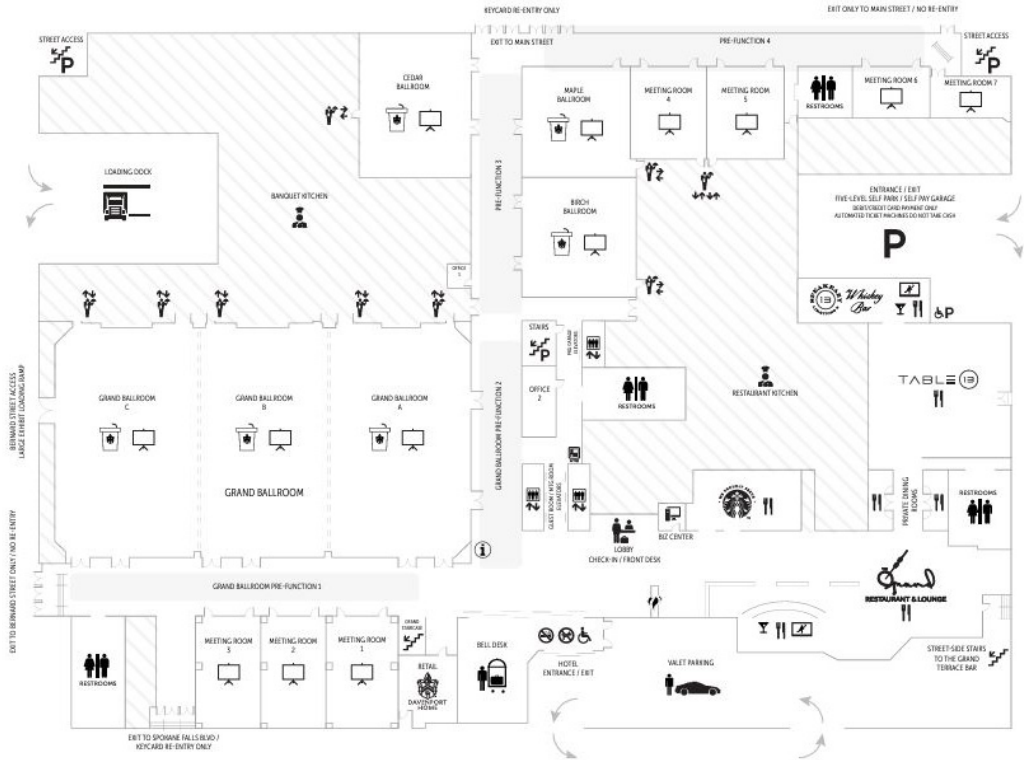 KEYCARD RE-ENTRY ONLY
EXIT ONLY TO MAIN STREET / NO RE-ENTRY
STREET ACCESS
P
EXIT TO MAIN STREET
PRE-FUNCTION 4
STREET ACCESS
P
CEDAR
BALLROOM
MAPLE
BALLROOM
MEETING ROOM
4
MEETING ROOM
5
RESTROOMS
MEETING ROOM 6
MEETING ROOM 7
LOADING DOCK
BANQUET KITCHEN
PRE-FUNCTION 3
BIRCH
BALLROOM
ENTRANCE / EXIT
FIVE-LEVEL SELF PARK / SELF PAY GARAGE
DEBIT/CREDIT CARD PAYMENT ONLY
AUTOMATED TICKET MACHINES DO NOT TAKE CASH
P
OFFICE
1
BREAKFAST
13
Whiskey
Bar
P
STAIRS
P
OFFICE
2
RESTROOMS
RESTAURANT KITCHEN
TABLE 13
BERNARD STREET ACCESS
LARGE EXHIBIT LOADING RAMP
GRAND BALLROOM
C
GRAND BALLROOM
B
GRAND BALLROOM
A
GRAND BALLROOM
GRAND BALLROOM PRE-FUNCTION 2
GUEST ROOM / MTG ROOM
ELEVATORS
PRIVATE DINING
ROOMS
RESTROOMS
BIZ CENTER
LOBBY
CHECK-IN / FRONT DESK
i
EXIT TO BERNARD STREET ONLY / NO RE-ENTRY
GRAND BALLROOM PRE-FUNCTION 1
Grand
RESTAURANT & LOUNGE
RESTROOMS
MEETING ROOM
3
MEETING ROOM
2
MEETING ROOM
1
GRAND
STAIRCASE
RETAIL
DAVENPORT
HOME
BELL DESK
HOTEL
ENTRANCE / EXIT
VALET PARKING
STREET-SIDE STAIRS
TO THE GRAND
TERRACE BAR
EXIT TO SPOKANE FALLS BLVD /
KEYCARD RE-ENTRY ONLY